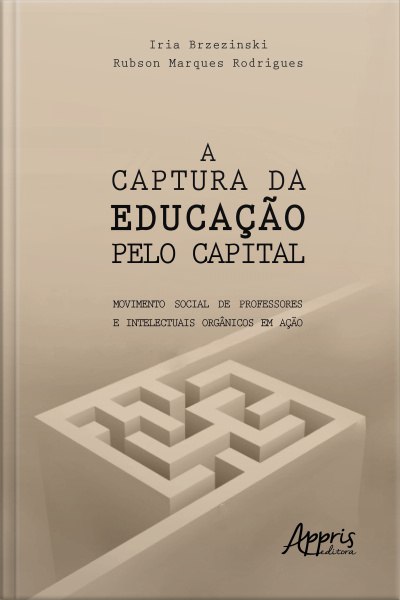 Iria Brzezinski
Rubson Marques Rodrigues
A
CAPTURA DA
EDUCAÇÃO
PELO CAPITAL
MOVIMENTO SOCIAL DE PROFESSORES
E INTELECTUAIS ORGÂNICOS EM AÇÃO
Appris
editora